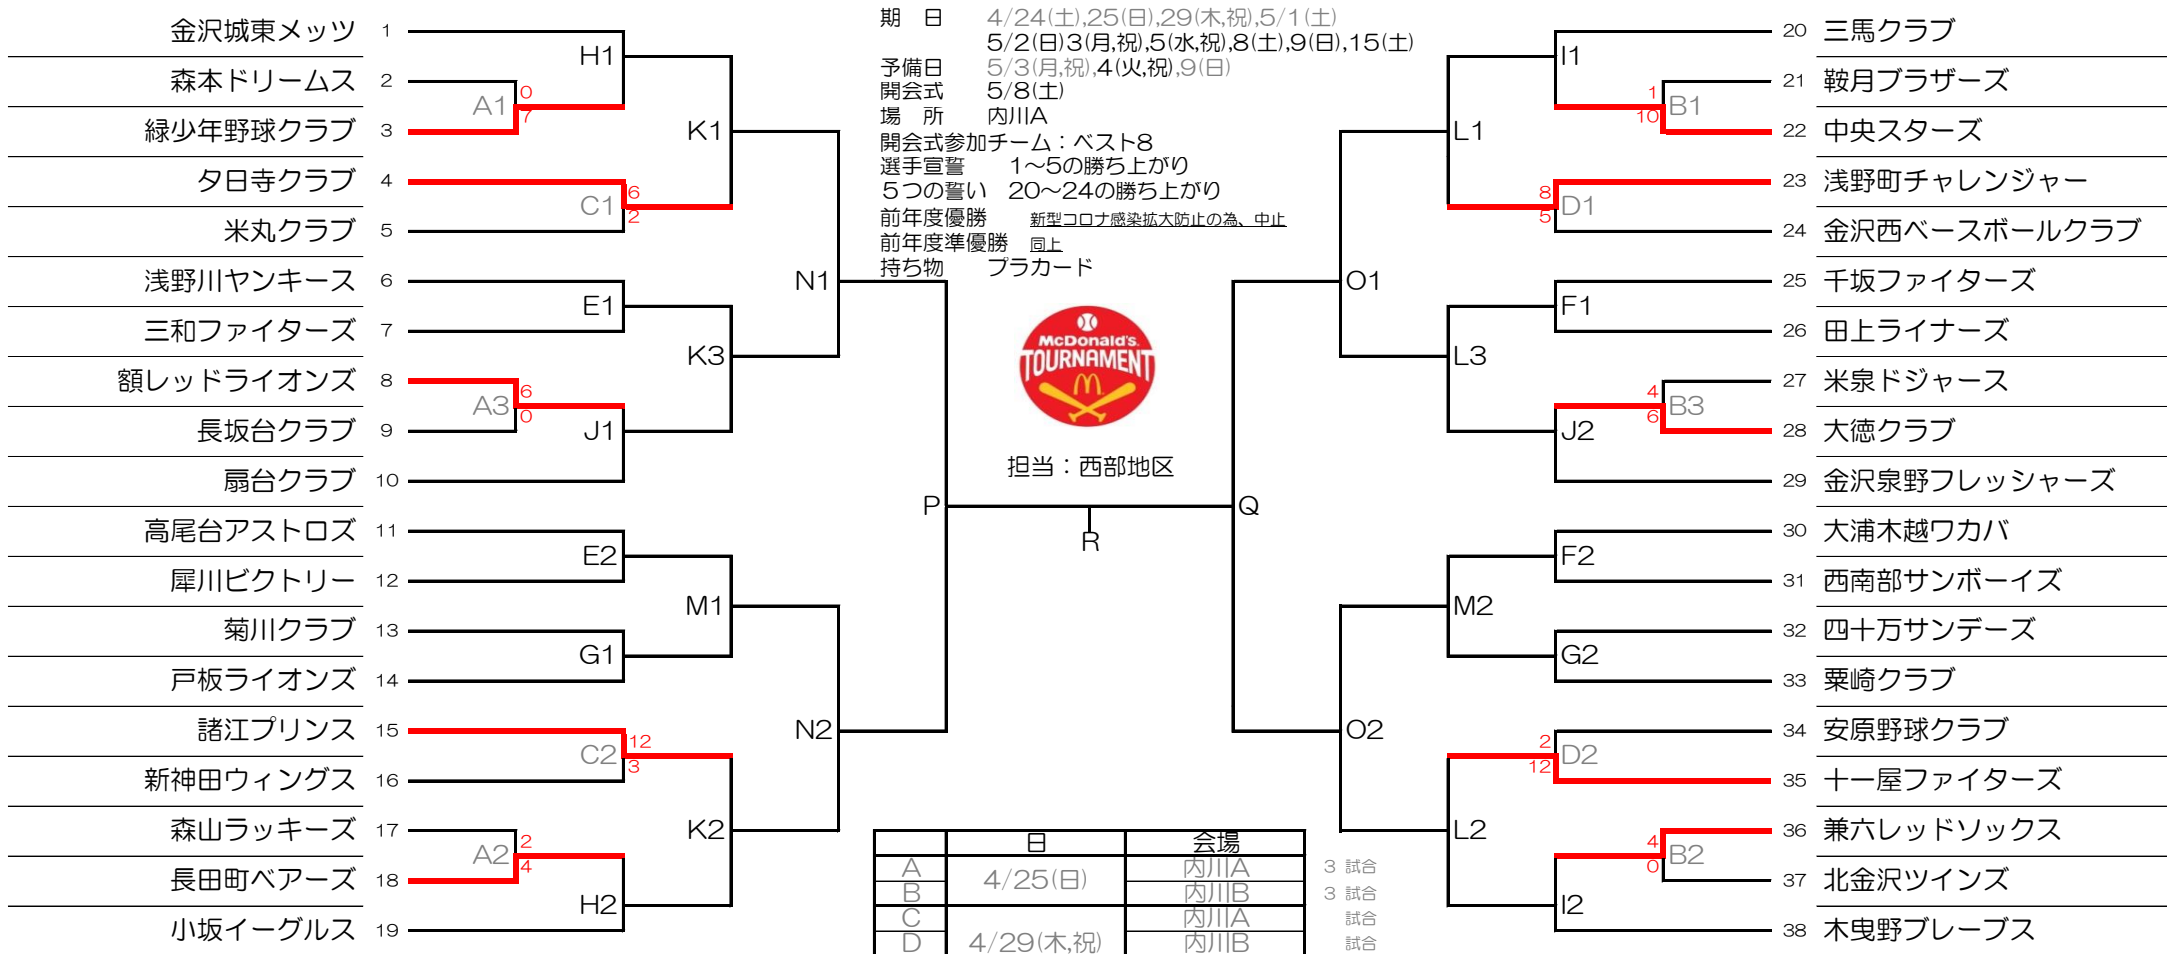 金沢城東メッツ 1
森本ドリームス 2
緑少年野球クラブ 3
夕日寺クラブ 4
米丸クラブ 5
浅野川ヤンキース 6
三和ファイターズ 7
額レッドライオンズ 8
長坂台クラブ 9
扇台クラブ 10
高尾台アストロズ 11
犀川ビクトリー 12
菊川クラブ 13
戸板ライオンズ 14
諸江プリンス 15
新神田ウィングス 16
森山ラッキーズ 17
長田町ベアーズ 18
小坂イーグルス 19
H1
A1 0
7
K1
C1 6
2
N1
E1
K3
A3 6
0
J1
P
E2
M1
G1
N2
C2 12
3
K2
A2 2
4
H2
期 日 4/24(土),25(日),29(木,祝),5/1(土)
5/2(日)3(月,祝),5(水,祝),8(土),9(日),15(土)
予備日 5/3(月,祝),4(火,祝),9(日)
開会式 5/8(土)
場 所 内川A
開会式参加チーム：ベスト8
選手宣誓 1～5の勝ち上がり
5つの誓い 20～24の勝ち上がり
前年度優勝 新型コロナ感染拡大防止の為、中止
前年度準優勝 同上
持ち物 プラカード
McDonald's
TOURNAMENT
担当：西部地区
R
日 会場
A 4/25(日) 内川A 3 試合
B 内川B 3 試合
C 4/29(木,祝) 内川A 試合
D 内川B 試合
I1
1 B1
10
L1
8 D1
5
O1
F1
L3
4 B3
6
J2
Q
F2
M2
G2
O2
2 D2
12
L2
4 B2
0
I2
20 三馬クラブ
21 鞍月ブラザーズ
22 中央スターズ
23 浅野町チャレンジャー
24 金沢西ベースボールクラブ
25 千坂ファイターズ
26 田上ライナーズ
27 米泉ドジャース
28 大徳クラブ
29 金沢泉野フレッシャーズ
30 大浦木越ワカバ
31 西南部サンボーイズ
32 四十万サンデーズ
33 粟崎クラブ
34 安原野球クラブ
35 十一屋ファイターズ
36 兼六レッドソックス
37 北金沢ツインズ
38 木曳野ブレーブス